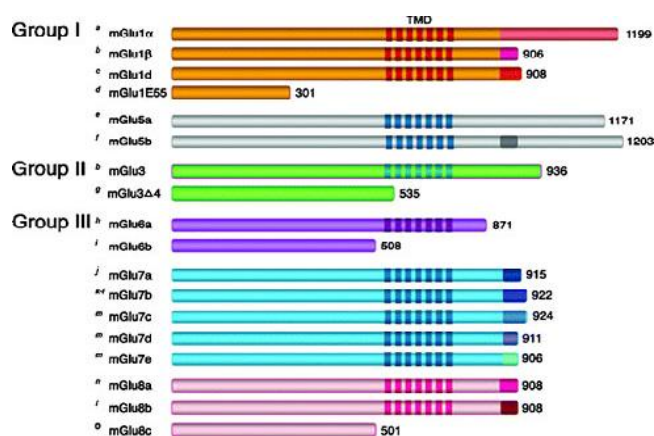 TMD
Group I a mGlu1α 1199
b mGlu1β 906
c mGlu1d 908
d mGlu1E55 301
e mGlu5a 1171
f mGlu5b 1203
Group II b mGlu3 936
g mGlu3Δ4 535
Group III h mGlu6a 871
i mGlu6b 508
j mGlu7a 915
mGlu7b 922
m mGlu7c 924
m mGlu7d 911
m mGlu7e 906
n mGlu8a 908
mGlu8b 908
o mGlu8c 501